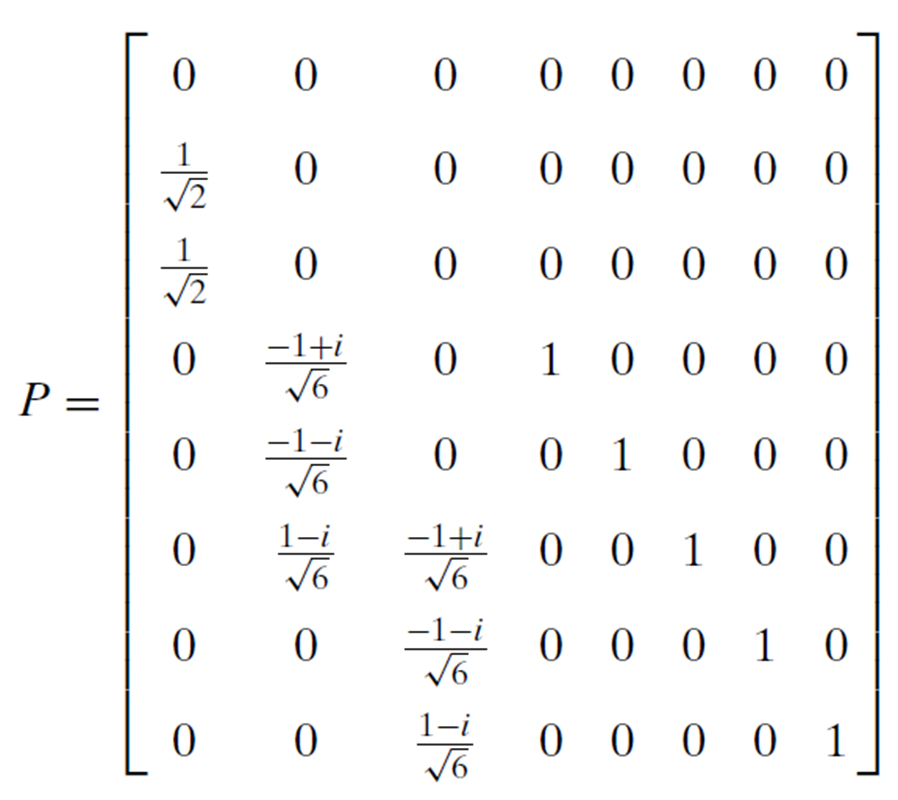 0 0 0 0 0 0 0 0
1/√2 0 0 0 0 0 0 0
1/√2 0 0 0 0 0 0 0
0 −1+i/√6 0 1 0 0 0 0
P = 0 −1−i/√6 0 0 1 0 0 0
0 1−i/√6 −1+i/√6 0 0 1 0 0
0 0 −1−i/√6 0 0 0 1 0
0 0 1−i/√6 0 0 0 0 1